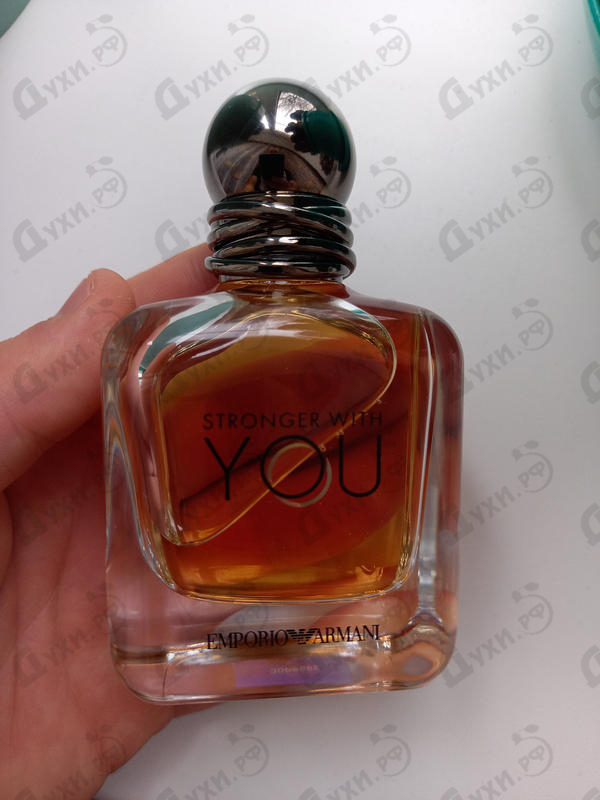 STRONGER WITH
YOU
EMPORIO ARMANI
Духи.РФ